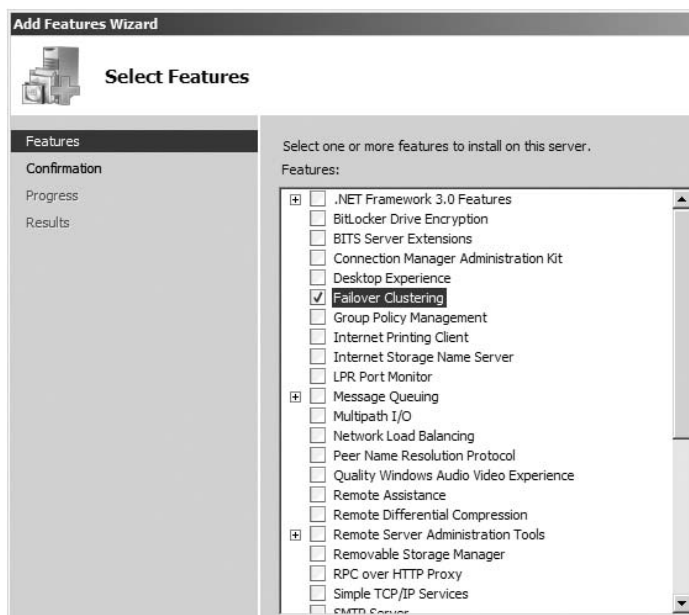 Add Features Wizard
Select Features
Features
Confirmation
Progress
Results
Select one or more features to install on this server.
Features:
.NET Framework 3.0 Features
BitLocker Drive Encryption
BITS Server Extensions
Connection Manager Administration Kit
Desktop Experience
Failover Clustering
Group Policy Management
Internet Printing Client
Internet Storage Name Server
LPR Port Monitor
Message Queuing
Multipath I/O
Network Load Balancing
Peer Name Resolution Protocol
Quality Windows Audio Video Experience
Remote Assistance
Remote Differential Compression
Remote Server Administration Tools
Removable Storage Manager
RPC over HTTP Proxy
Simple TCP/IP Services
SMTP Server